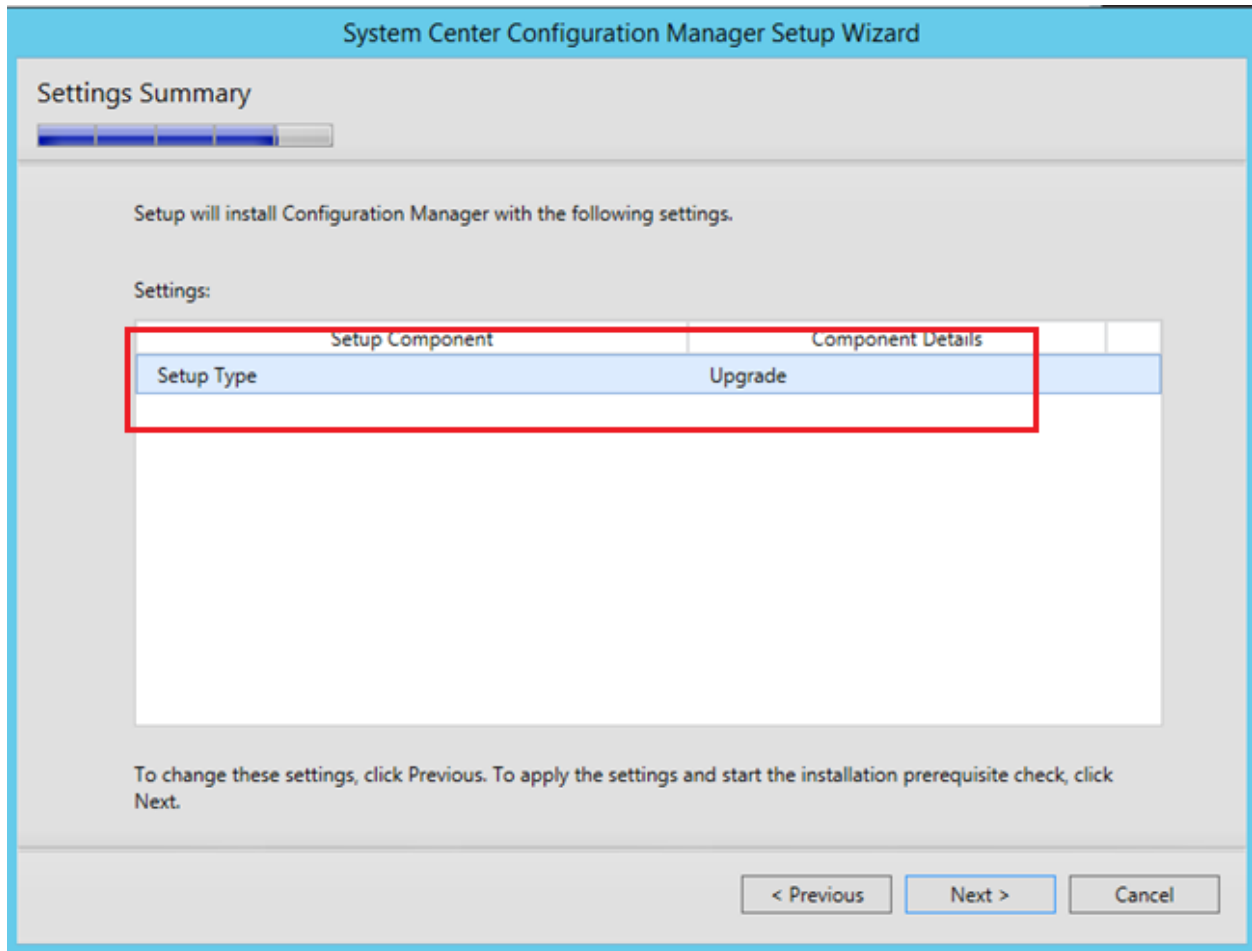 System Center Configuration Manager Setup Wizard
Settings Summary
Setup will install Configuration Manager with the following settings.
Settings:
Setup Component Component Details
Setup Type Upgrade
To change these settings, click Previous. To apply the settings and start the installation prerequisite check, click
Next.
< Previous Next > Cancel